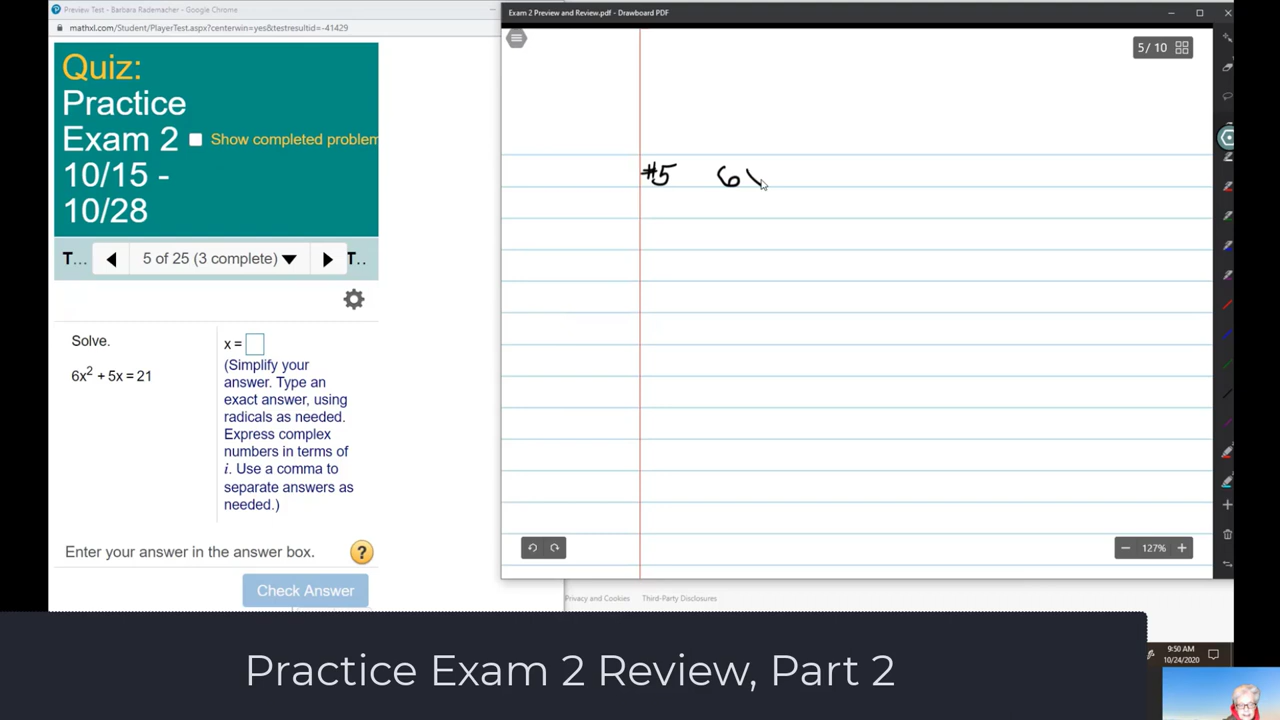 Preview Test - Barbara Rademacher - Google Chrome
mathxl.com/Student/PlayerTest.aspx?centerwin=yes&testresultid=-41429
Quiz:
Practice
Exam 2
10/15 -
10/28
Show completed problem
T...
5 of 25 (3 complete)
T..
Solve.
6x² + 5x = 21
x =
(Simplify your
answer. Type an
exact answer, using
radicals as needed.
Express complex
numbers in terms of
i. Use a comma to
separate answers as
needed.)
Enter your answer in the answer box.
?
Check Answer
Exam 2 Preview and Review.pdf - Drawboard PDF
5 / 10
#5 6
127%
Privacy and Cookies Third-Party Disclosures
9:50 AM
10/24/2020
Practice Exam 2 Review, Part 2